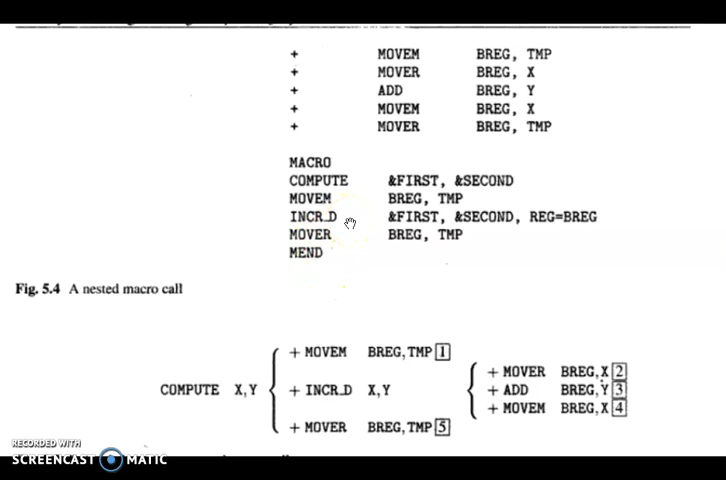 + MOVEM BREG, TMP
+ MOVER BREG, X
+ ADD BREG, Y
+ MOVEM BREG, X
+ MOVER BREG, TMP
MACRO
COMPUTE &FIRST, &SECOND
MOVEM BREG, TMP
INCR_D &FIRST, &SECOND, REG=BREG
MOVER BREG, TMP
MEND
Fig. 5.4 A nested macro call
+ MOVEM BREG,TMP 1
+ MOVER BREG,X 2
COMPUTE X,Y + INCR_D X,Y + ADD BREG,Y 3
+ MOVEM BREG,X 4
+ MOVER BREG,TMP 5
RECORDED WITH
SCREENCAST MATIC